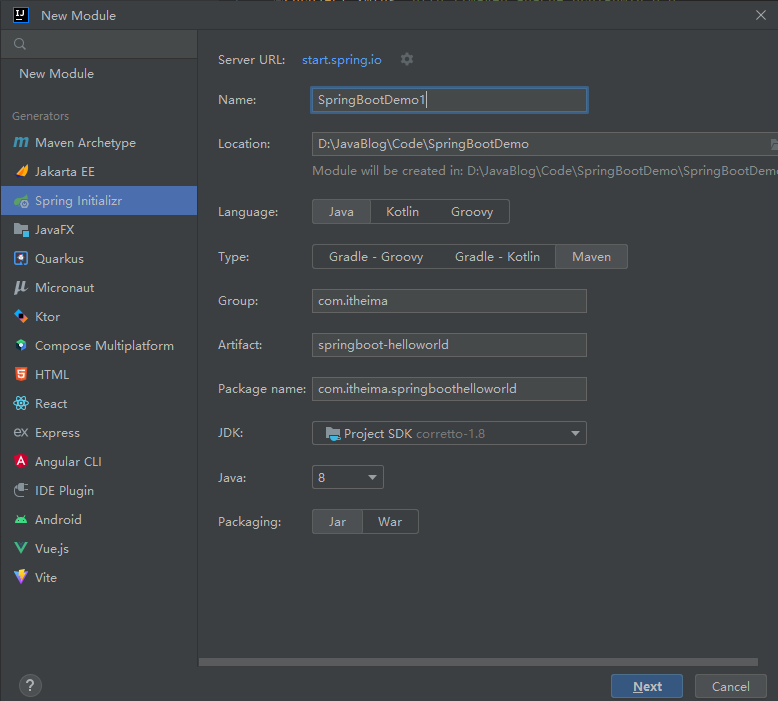 New Module
New Module
Generators
Maven Archetype
Jakarta EE
Spring Initializr
JavaFX
Quarkus
Micronaut
Ktor
Compose Multiplatform
HTML
React
Express
Angular CLI
IDE Plugin
Android
Vue.js
Vite
Server URL: start.spring.io
Name: SpringBootDemo1
Location: D:\JavaBlog\Code\SpringBootDemo
Module will be created in: D:\JavaBlog\Code\SpringBootDemo\SpringBootDem
Language: Java Kotlin Groovy
Type: Gradle - Groovy Gradle - Kotlin Maven
Group: com.itheima
Artifact: springboot-helloworld
Package name: com.itheima.springboothelloworld
JDK: Project SDK corretto-1.8
Java: 8
Packaging: Jar War
? Next Cancel